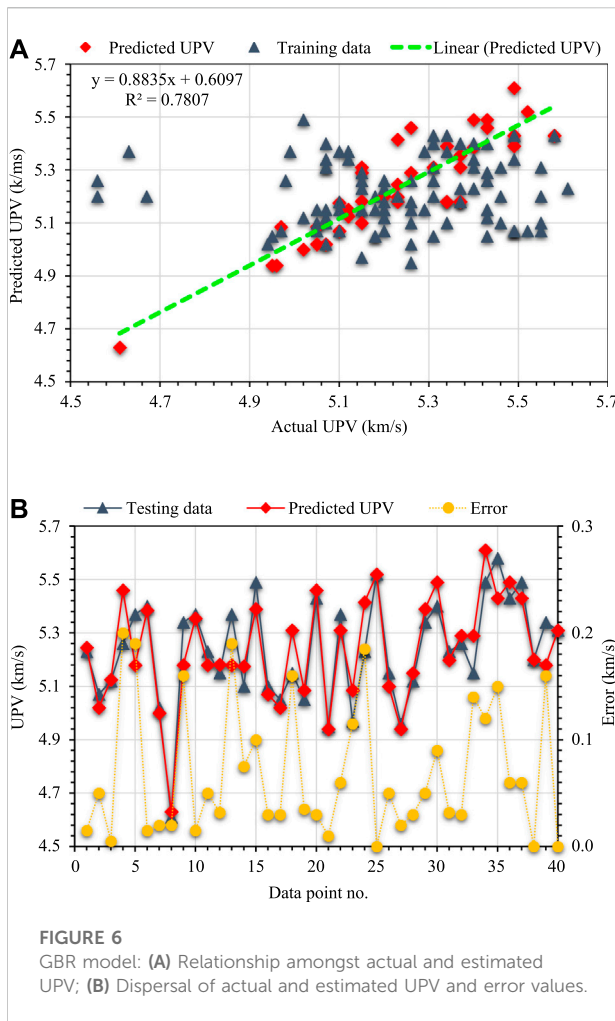 A
Predicted UPV
Training data
Linear (Predicted UPV)
y = 0.8835x + 0.6097
R² = 0.7807
Predicted UPV (k/ms)
5.7
5.5
5.3
5.1
4.9
4.7
4.5
4.5
4.7
4.9
5.1
5.3
5.5
5.7
Actual UPV (km/s)
B
Testing data
Predicted UPV
Error
UPV (km/s)
5.7
5.5
5.3
5.1
4.9
4.7
4.5
0.3
0.2
0.1
0.0
Error (km/s)
0
5
10
15
20
25
30
35
40
Data point no.
FIGURE 6
GBR model: (A) Relationship amongst actual and estimated
UPV; (B) Dispersal of actual and estimated UPV and error values.